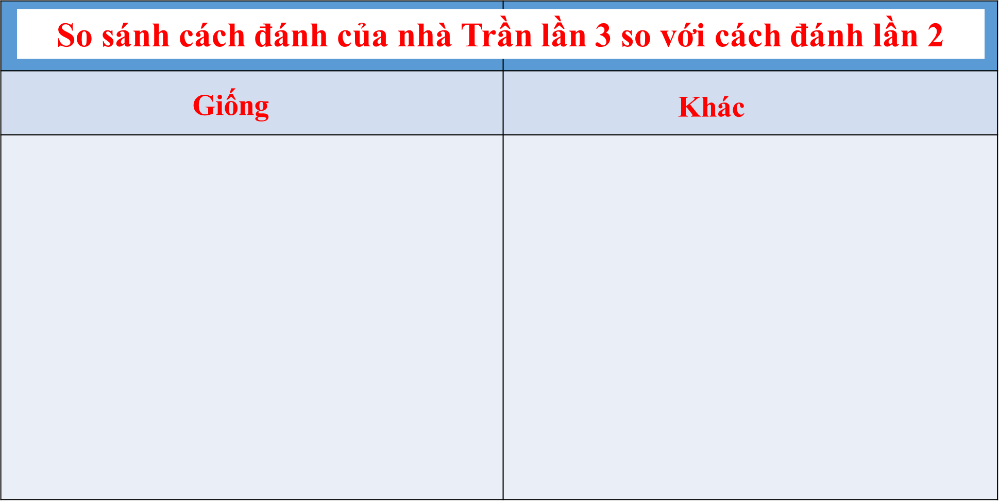 So sánh cách đánh của nhà Trần lần 3 so với cách đánh lần 2
Giống
Khác